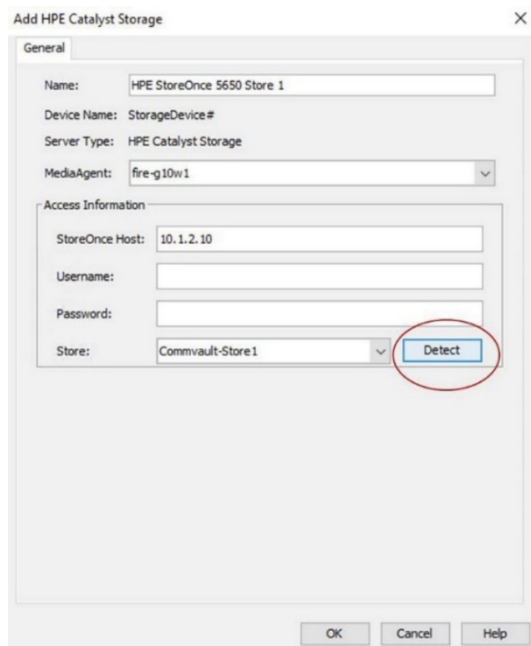 Add HPE Catalyst Storage
General
Name: HPE StoreOnce 5650 Store 1
Device Name: StorageDevice#
Server Type: HPE Catalyst Storage
MediaAgent: fire-g10w1
Access Information
StoreOnce Host: 10.1.2.10
Username:
Password:
Store: Commvault-Store1 Detect
OK Cancel Help